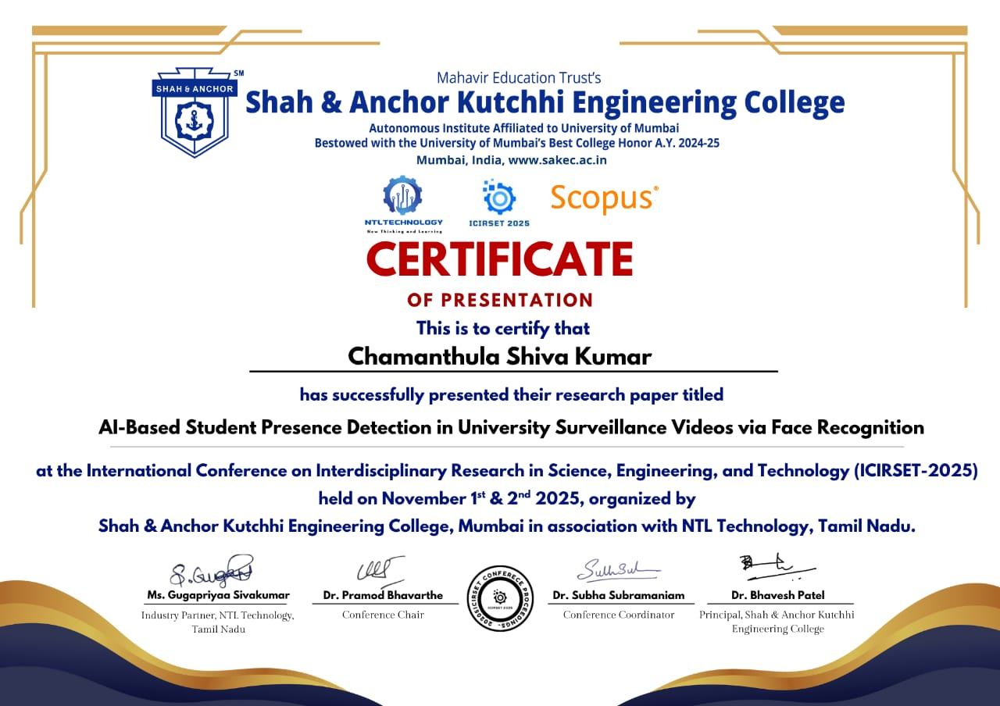 SHAH & ANCHOR
SM
Mahavir Education Trust's
Shah & Anchor Kutchhi Engineering College
Autonomous Institute Affiliated to University of Mumbai
Bestowed with the University of Mumbai's Best College Honor A.Y. 2024-25
Mumbai, India, www.sakec.ac.in
NTLTECHNOLOGY
New Thinking and Learning
ICIRSET 2025
Scopus®
CERTIFICATE
OF PRESENTATION
This is to certify that
Chamanthula Shiva Kumar
has successfully presented their research paper titled
AI-Based Student Presence Detection in University Surveillance Videos via Face Recognition
at the International Conference on Interdisciplinary Research in Science, Engineering, and Technology (ICIRSET-2025)
held on November 1st & 2nd 2025, organized by
Shah & Anchor Kutchhi Engineering College, Mumbai in association with NTL Technology, Tamil Nadu.
Ms. Gugapriyaa Sivakumar
Industry Partner, NTL Technology,
Tamil Nadu
Dr. Pramod Bhavarthe
Conference Chair
ICIRSET CONFERECE PROCEEDINGS
ICIRSET 2025
Dr. Subha Subramaniam
Conference Coordinator
Dr. Bhavesh Patel
Principal, Shah & Anchor Kutchhi
Engineering College